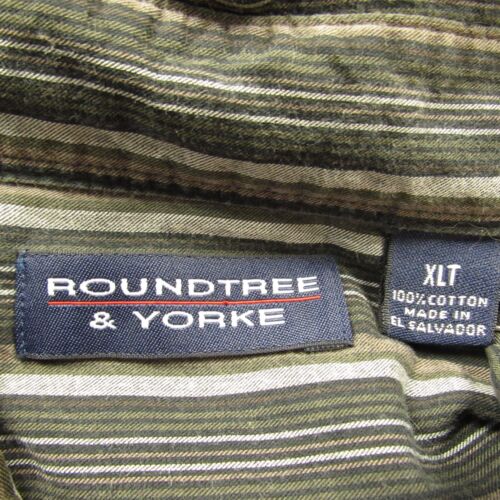 ROUNDTREE
& YORKE
XLT
100% COTTON
MADE IN
EL SALVADOR